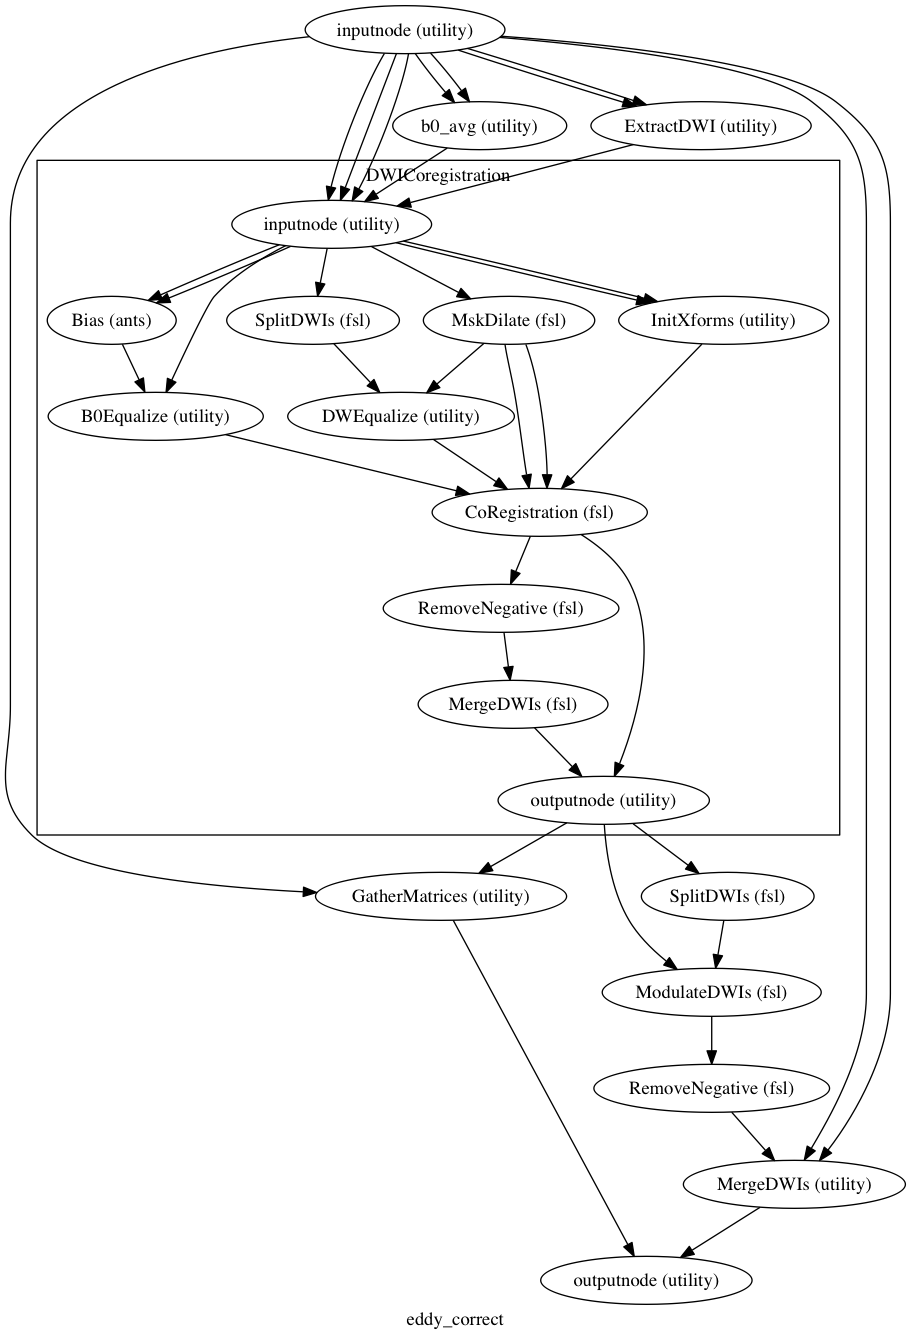 inputnode (utility)
b0_avg (utility)
ExtractDWI (utility)
DWICoregistration
inputnode (utility)
Bias (ants)
SplitDWIs (fsl)
MskDilate (fsl)
InitXforms (utility)
B0Equalize (utility)
DWEqualize (utility)
CoRegistration (fsl)
RemoveNegative (fsl)
MergeDWIs (fsl)
outputnode (utility)
GatherMatrices (utility)
SplitDWIs (fsl)
ModulateDWIs (fsl)
RemoveNegative (fsl)
MergeDWIs (utility)
outputnode (utility)
eddy_correct